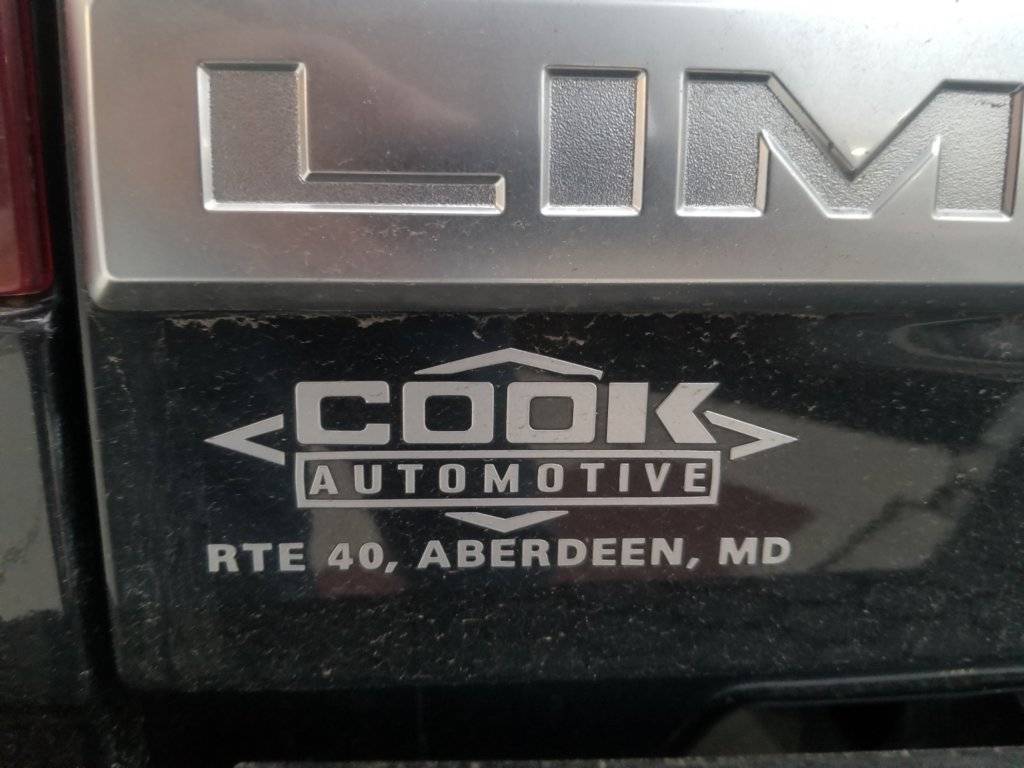 LIM
COOK
AUTOMOTIVE
RTE 40, ABERDEEN, MD